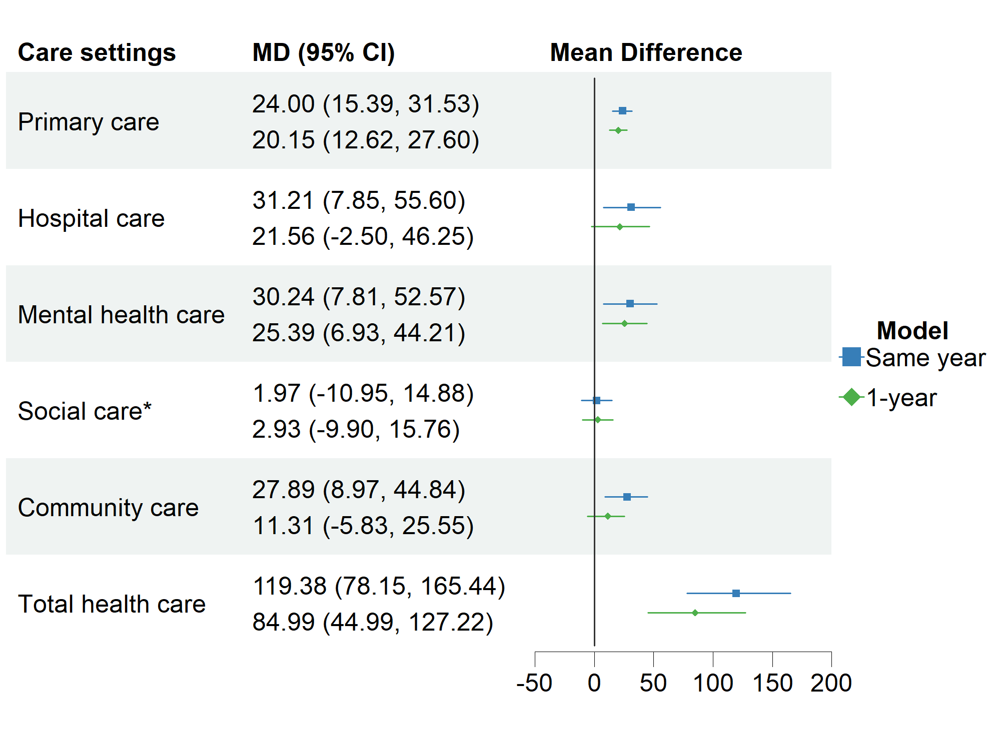 Care settings MD (95% CI) Mean Difference
Primary care
24.00 (15.39, 31.53)
20.15 (12.62, 27.60)
Hospital care
31.21 (7.85, 55.60)
21.56 (-2.50, 46.25)
Mental health care
30.24 (7.81, 52.57)
25.39 (6.93, 44.21)
Social care*
1.97 (-10.95, 14.88)
2.93 (-9.90, 15.76)
Community care
27.89 (8.97, 44.84)
11.31 (-5.83, 25.55)
Total health care
119.38 (78.15, 165.44)
84.99 (44.99, 127.22)
-50 0 50 100 150 200
Model
Same year
1-year